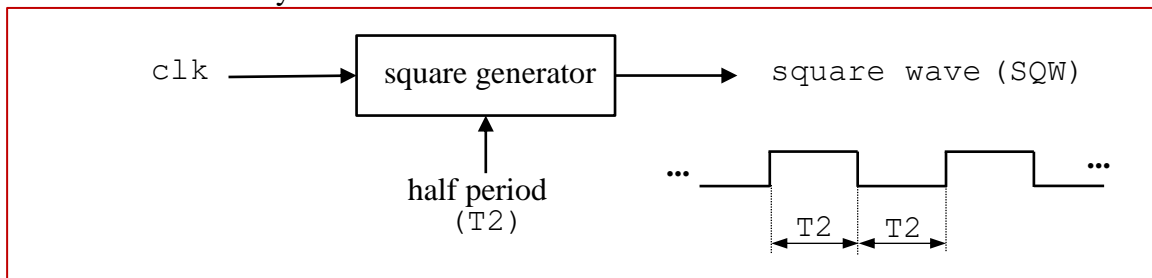 clk
square generator
square wave (SQW)
half period
(T2)
...
...
T2
T2